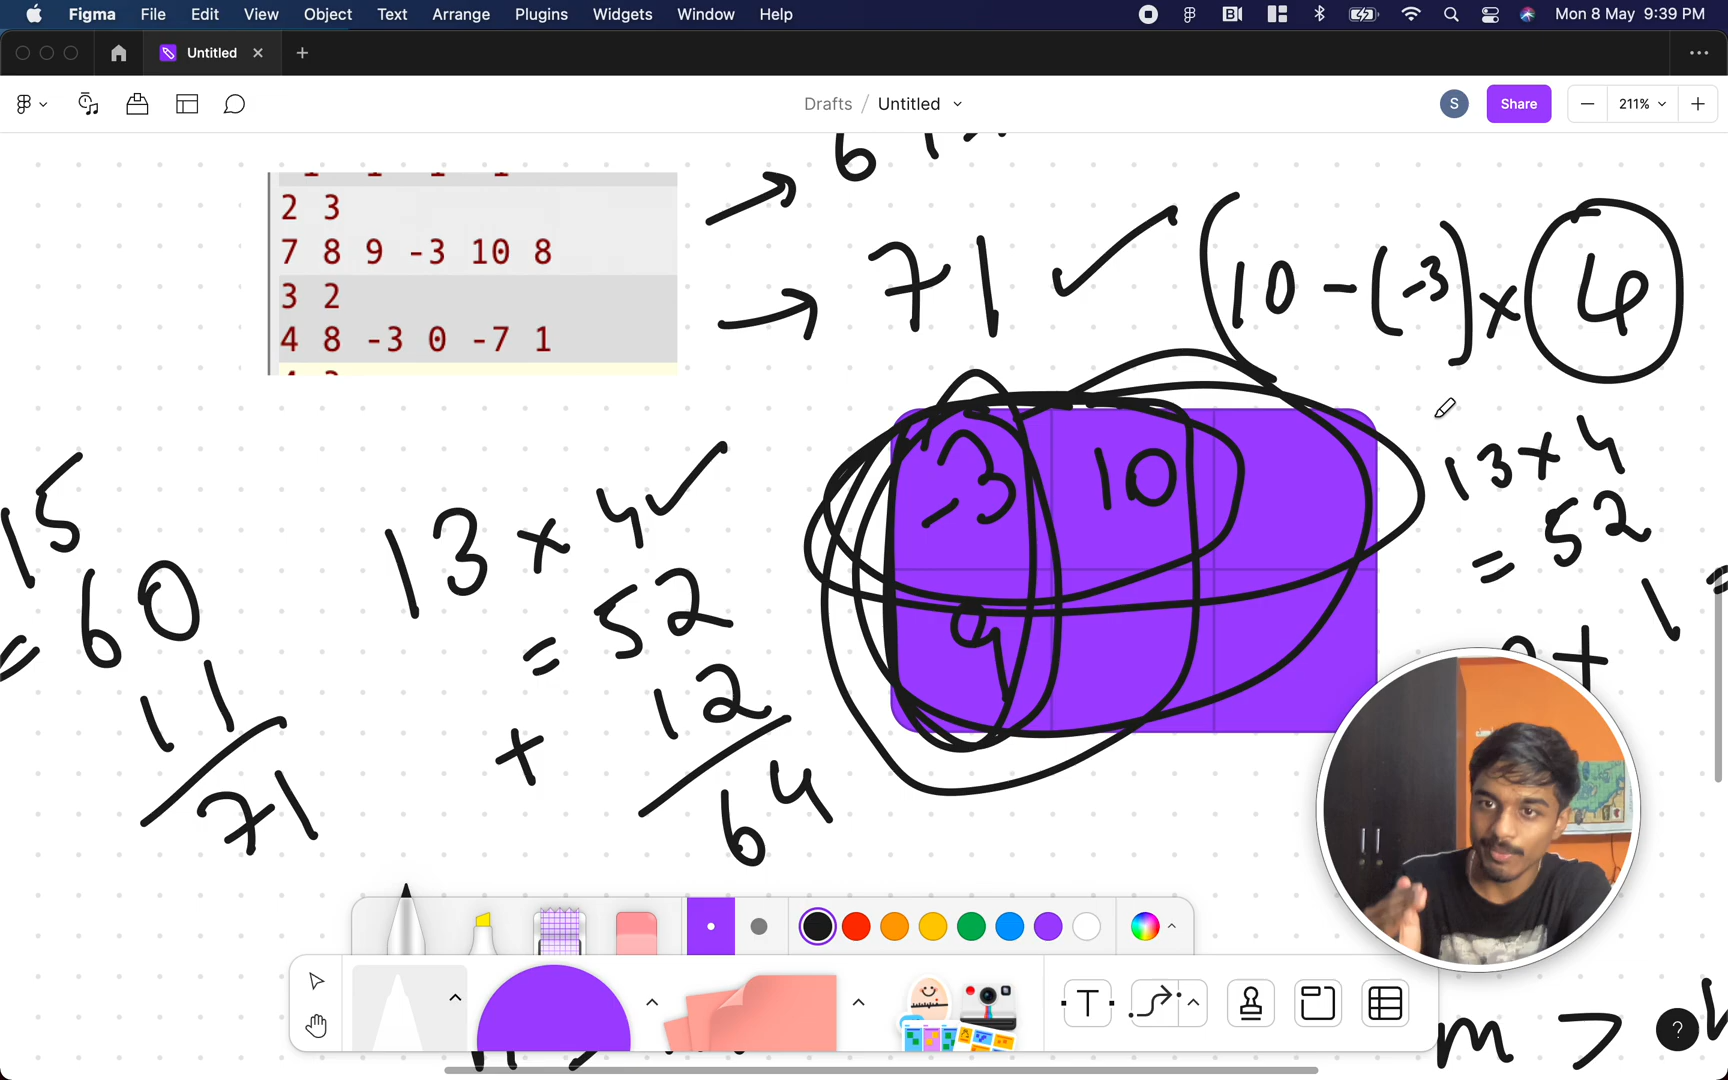 Figma File Edit View Object Text Arrange Plugins Widgets Window Help Mon 8 May 9:39 PM
Untitled
Drafts / Untitled
S Share 211%
2 3
7 8 9 -3 10 8
3 2
4 8 -3 0 -7 1
71 ✓ (10 - (-3)) × 4
15
= 60
11
71
13 × 4 ✓
= 52
+ 12
64
-3 10
9
13 × 4
= 52
+ 1
T
m >
?